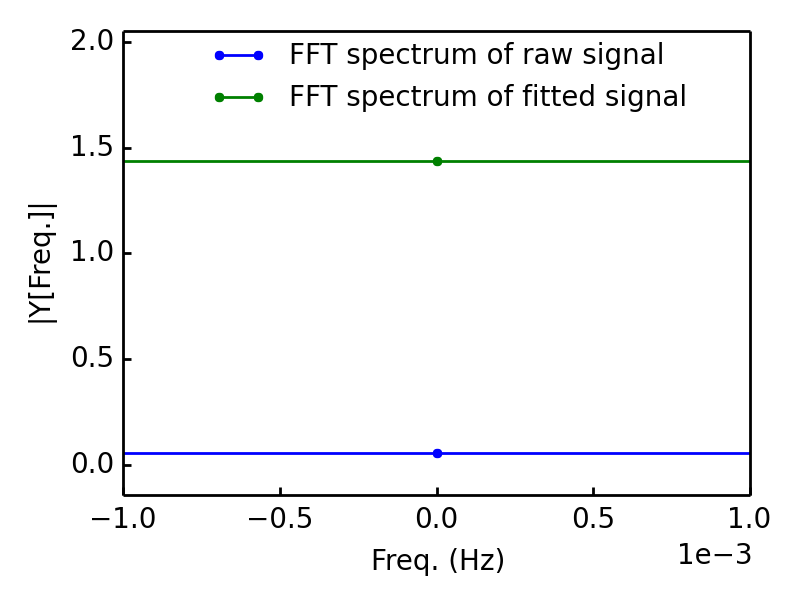 2.0
1.5
1.0
0.5
0.0
|Y[Freq.]|
FFT spectrum of raw signal
FFT spectrum of fitted signal
−1.0 −0.5 0.0 0.5 1.0
1e−3
Freq. (Hz)